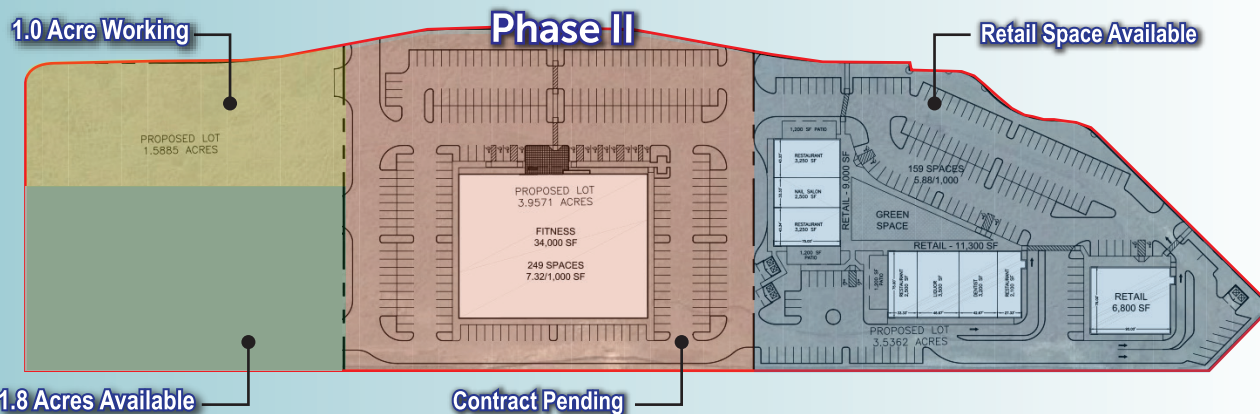 1.0 Acre Working
Phase II
Retail Space Available
PROPOSED LOT
1.5885 ACRES
PROPOSED LOT
3.9571 ACRES
FITNESS
34,000 SF
249 SPACES
7.32/1,000 SF
1,200 SF PATIO
RESTAURANT
3,250 SF
NAIL SALON
2,500 SF
RESTAURANT
3,250 SF
RETAIL - 9,000 SF
1,200 SF
PATIO
159 SPACES
5.88/1,000
GREEN
SPACE
RETAIL - 11,300 SF
PATIO
RESTAURANT
LIQUOR
DENTIST
RESTAURANT
RETAIL
6,800 SF
PROPOSED LOT
3.5362 ACRES
1.8 Acres Available
Contract Pending